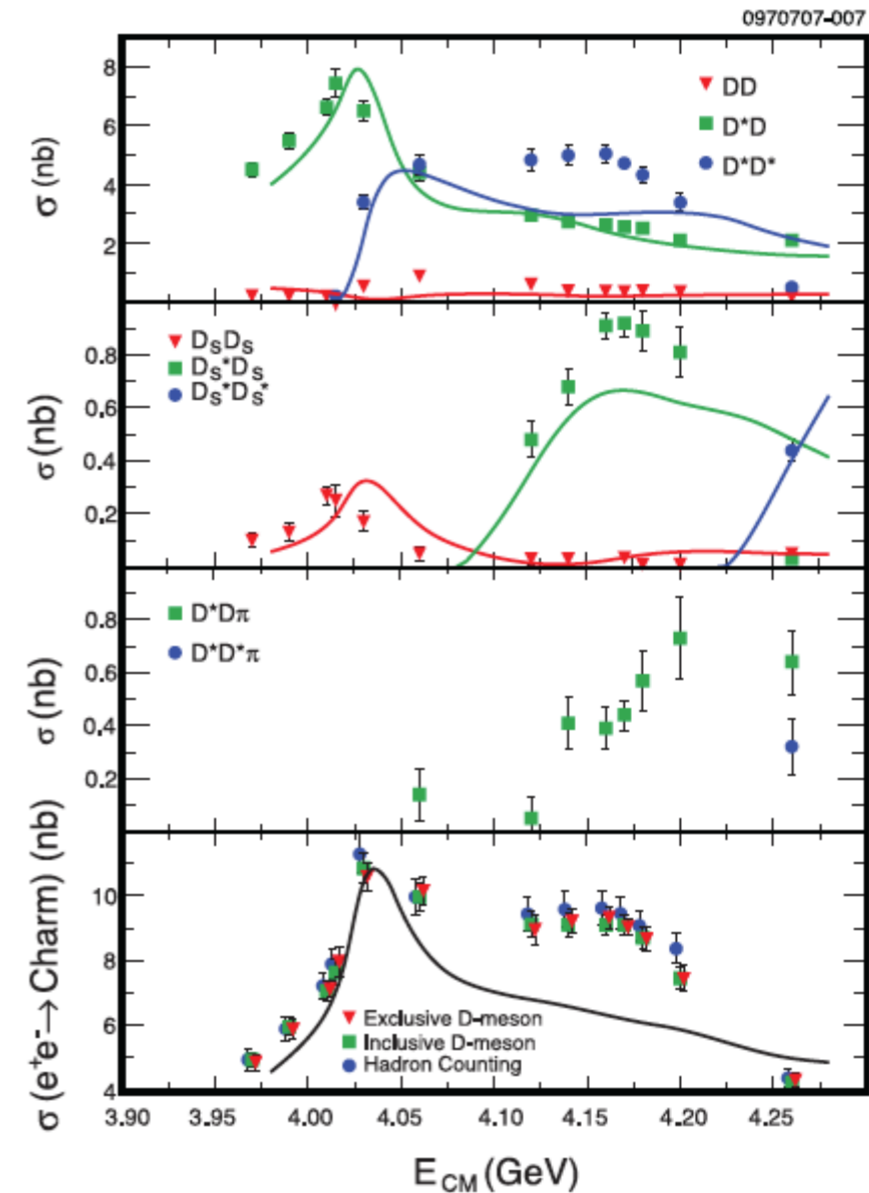 0970707-007
σ (nb)
8
6
4
2
DD
D*D
D*D*
σ (nb)
0.8
0.6
0.4
0.2
DSDS
DS*DS
DS*DS*
σ (nb)
0.8
0.6
0.4
0.2
D*Dπ
D*D*π
σ (e+e-→Charm) (nb)
10
8
6
4
Exclusive D-meson
Inclusive D-meson
Hadron Counting
3.90 3.95 4.00 4.05 4.10 4.15 4.20 4.25
ECM (GeV)